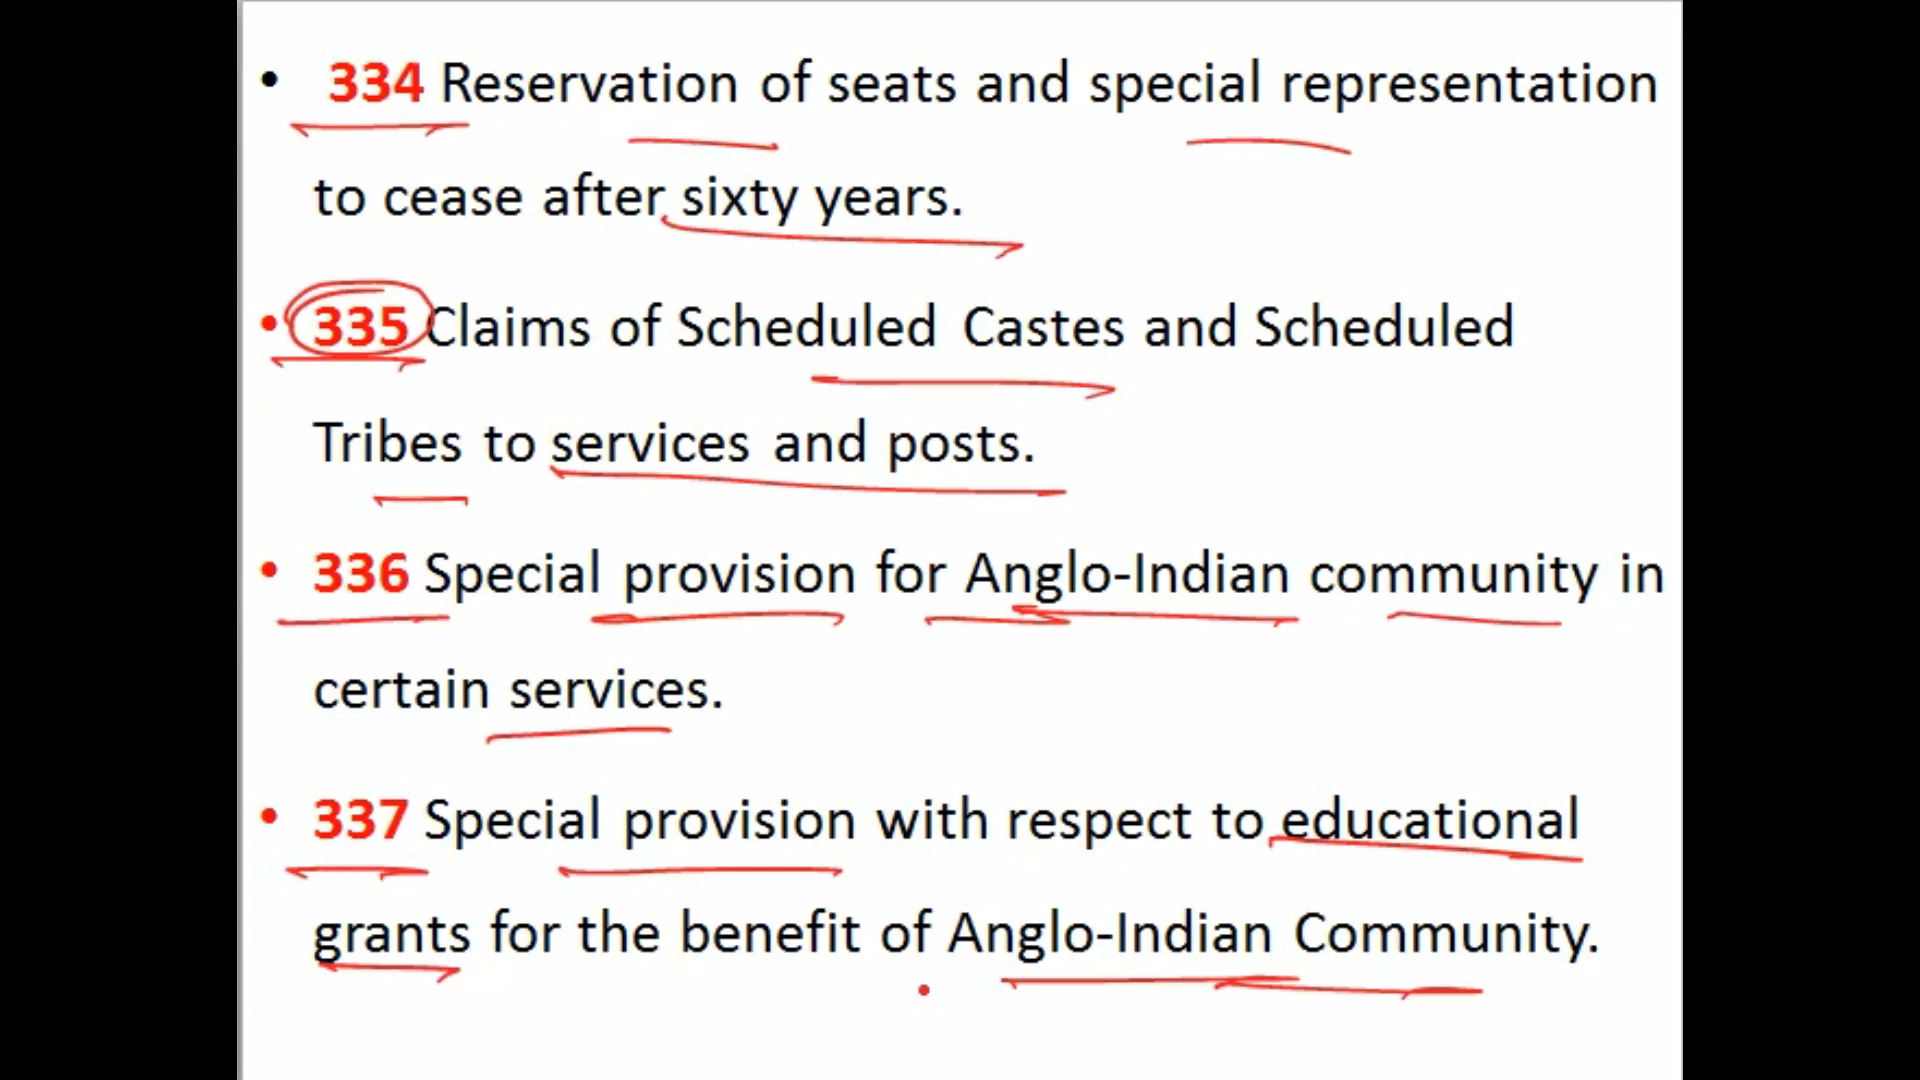 • 334 Reservation of seats and special representation
to cease after sixty years.
• 335 Claims of Scheduled Castes and Scheduled
Tribes to services and posts.
• 336 Special provision for Anglo-Indian community in
certain services.
• 337 Special provision with respect to educational
grants for the benefit of Anglo-Indian Community.